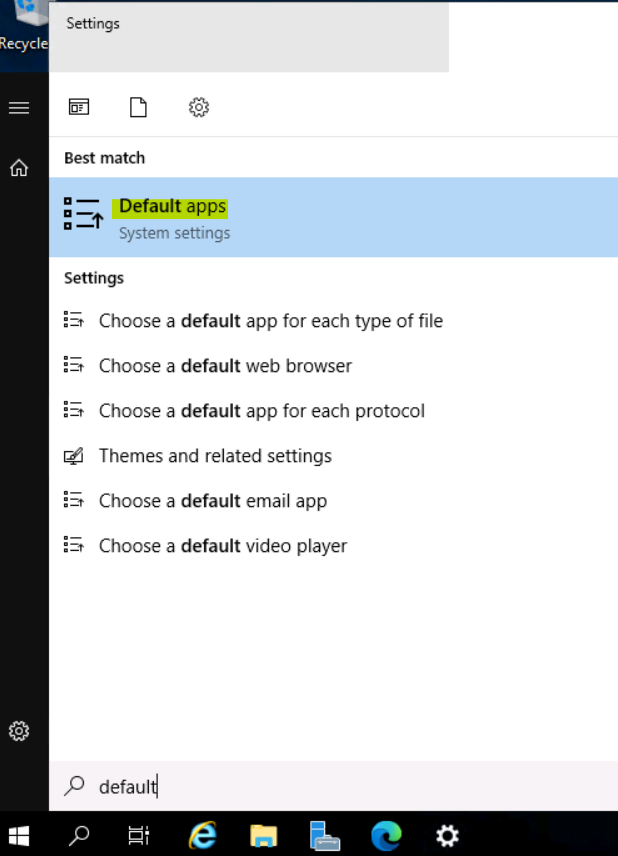 Recycle
Settings
Best match
Default apps
System settings
Settings
Choose a default app for each type of file
Choose a default web browser
Choose a default app for each protocol
Themes and related settings
Choose a default email app
Choose a default video player
default